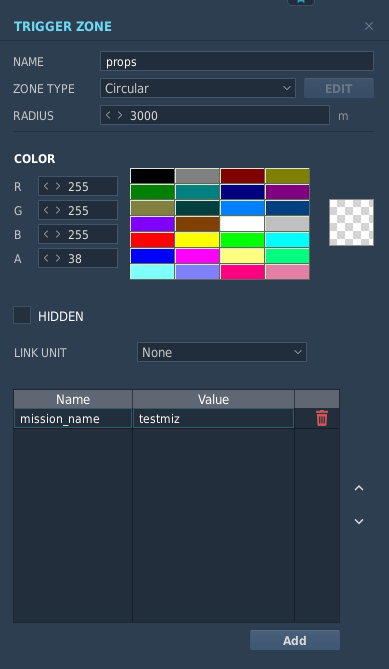 TRIGGER ZONE
NAME props
ZONE TYPE Circular EDIT
RADIUS 3000 m
COLOR
R 255
G 255
B 255
A 38
HIDDEN
LINK UNIT None
Name Value
mission_name testmiz
Add